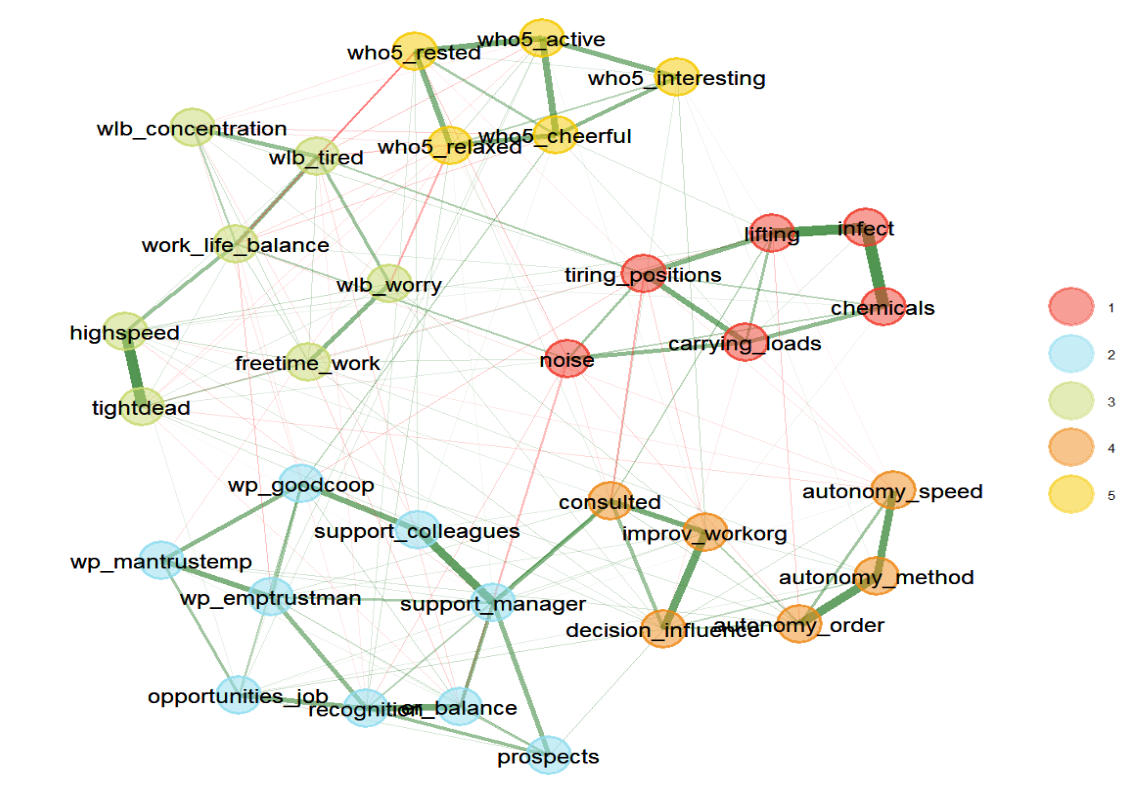 who5_active
who5_rested
who5_interesting
wlb_concentration
who5_cheerful
who5_relaxed
wlb_tired
infect
lifting
work_life_balance
tiring_positions
wlb_worry
chemicals
1
highspeed
carrying_loads
2
noise
freetime_work
3
tightdead
4
wp_goodcoop
autonomy_speed
5
consulted
support_colleagues
improv_workorg
wp_mantrustemp
autonomy_method
wp_emptrustman
support_manager
decision_influence
autonomy_order
opportunities_job
recognition
er_balance
prospects